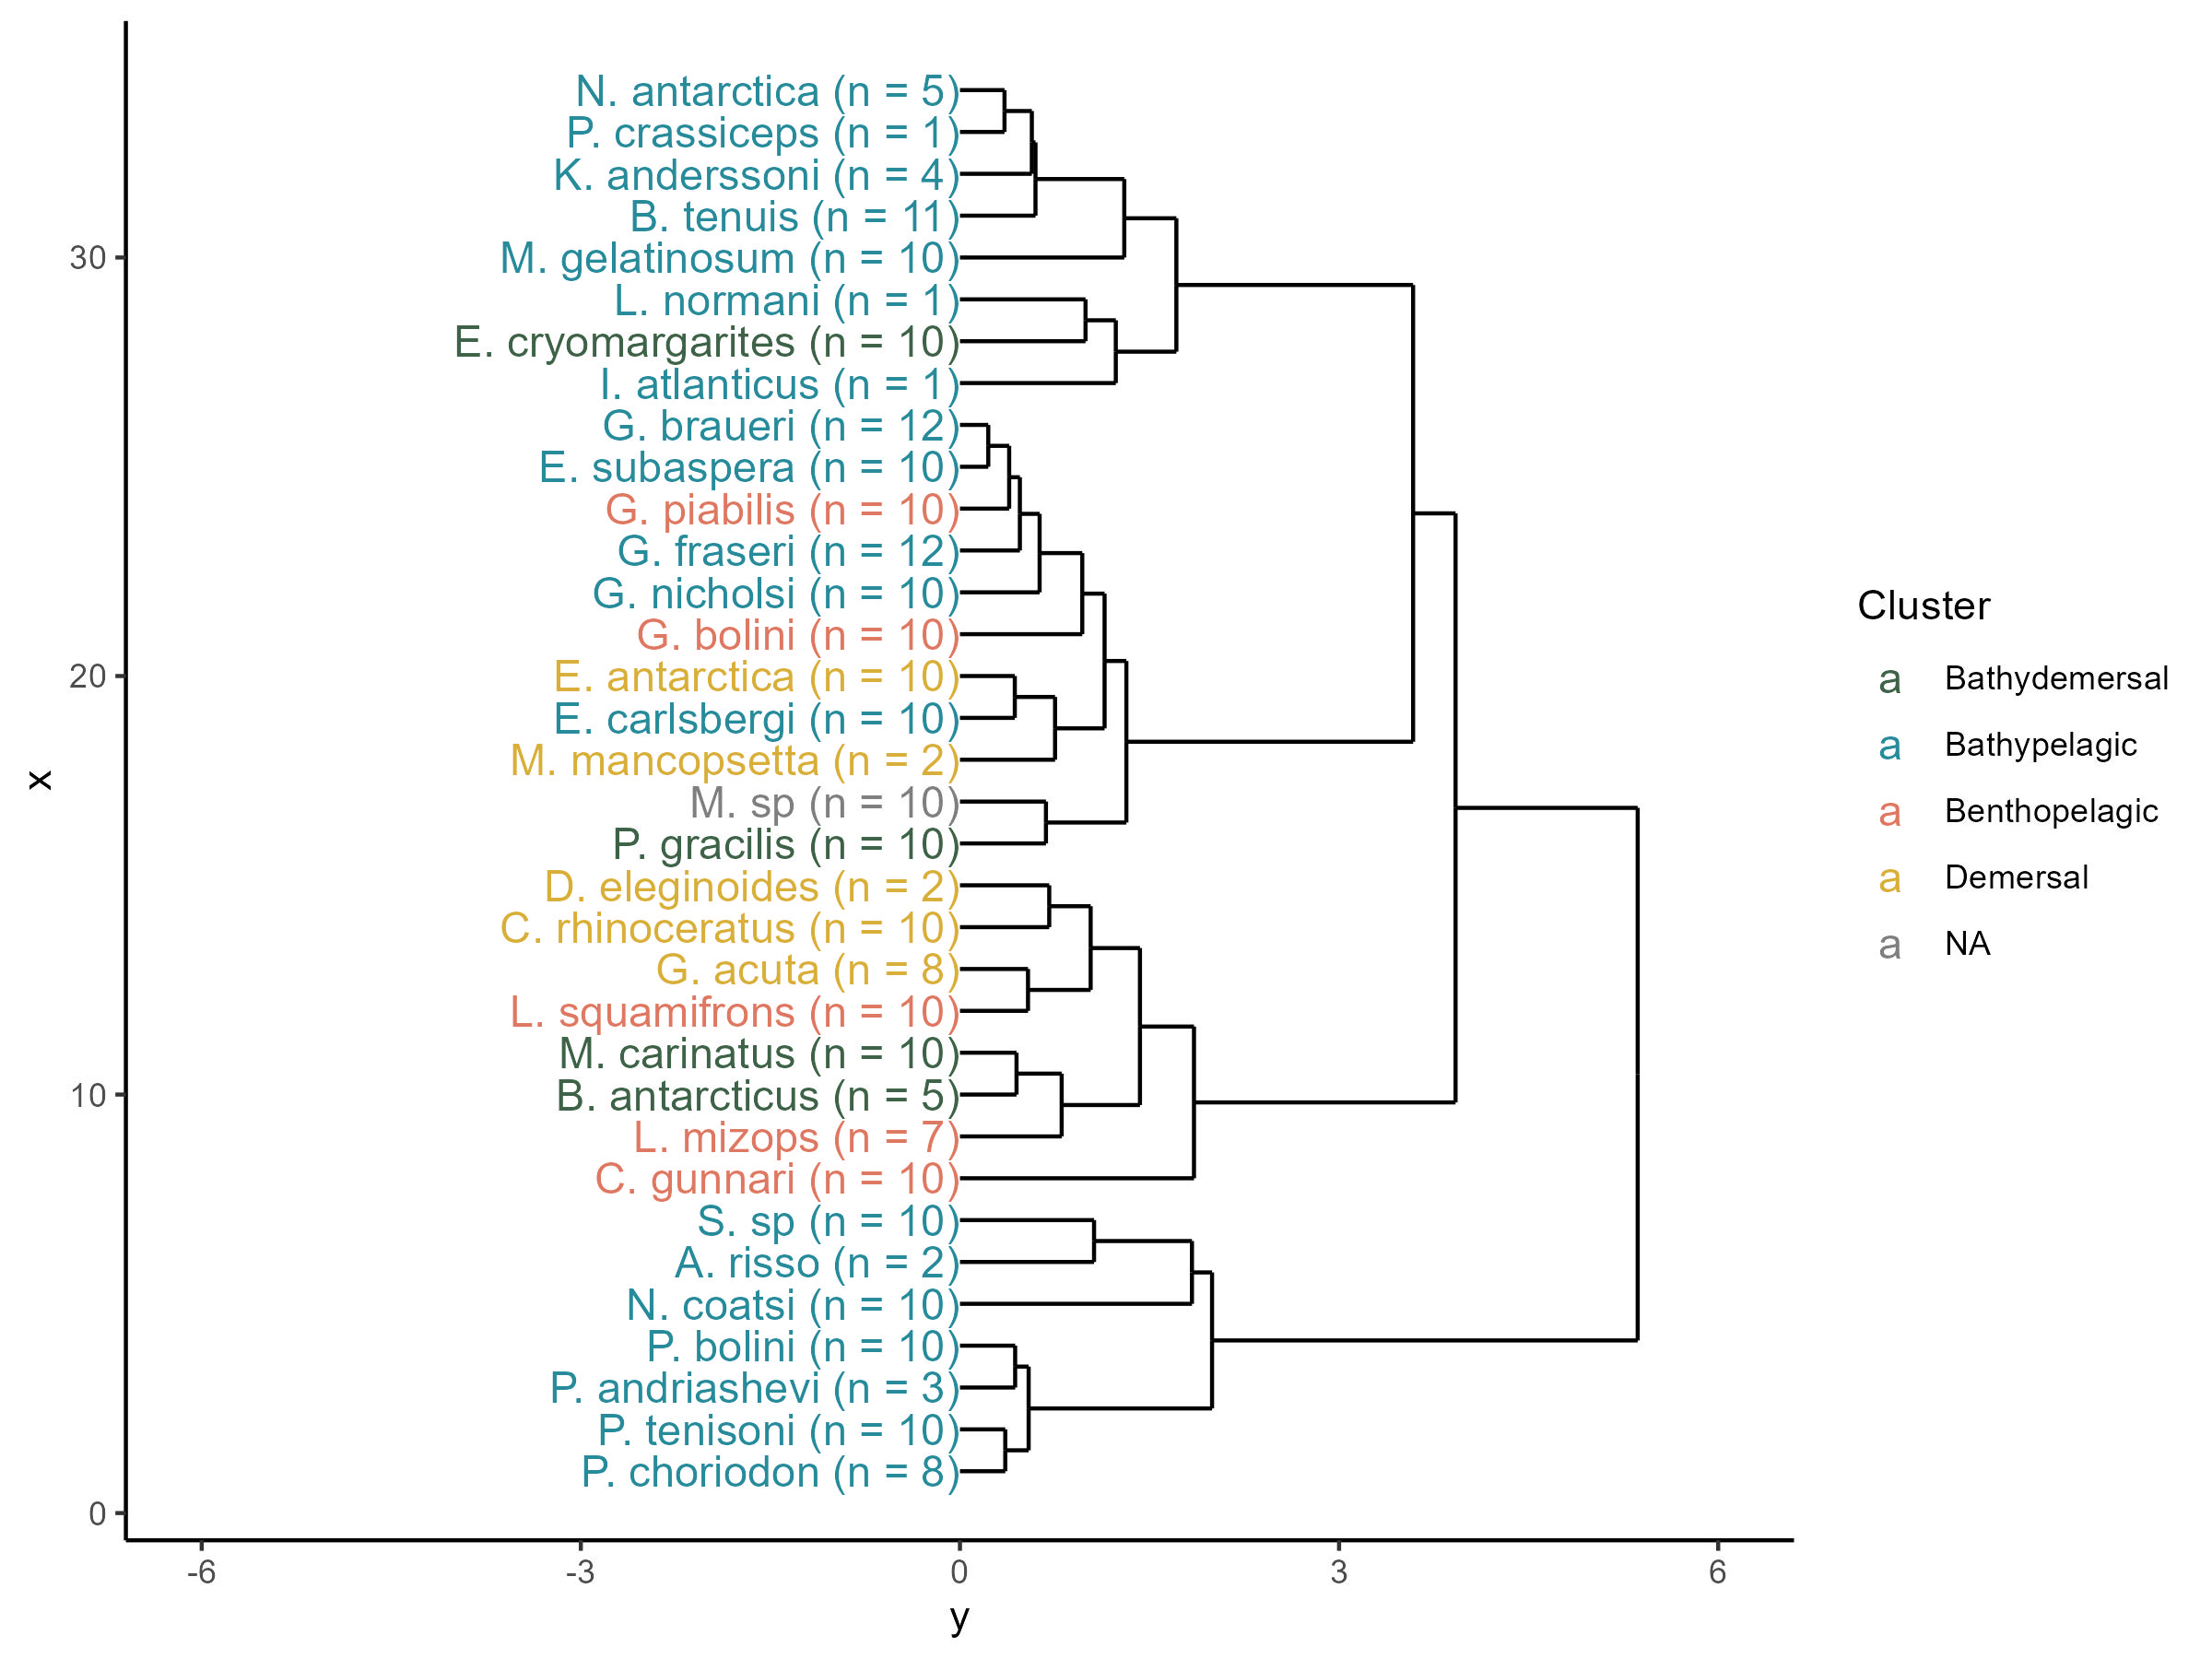 N. antarctica (n = 5)
P. crassiceps (n = 1)
K. anderssoni (n = 4)
B. tenuis (n = 11)
M. gelatinosum (n = 10)
L. normani (n = 1)
E. cryomargarites (n = 10)
I. atlanticus (n = 1)
G. braueri (n = 12)
E. subaspera (n = 10)
G. piabilis (n = 10)
G. fraseri (n = 12)
G. nicholsi (n = 10)
G. bolini (n = 10)
E. antarctica (n = 10)
E. carlsbergi (n = 10)
M. mancopsetta (n = 2)
M. sp (n = 10)
P. gracilis (n = 10)
D. eleginoides (n = 2)
C. rhinoceratus (n = 10)
G. acuta (n = 8)
L. squamifrons (n = 10)
M. carinatus (n = 10)
B. antarcticus (n = 5)
L. mizops (n = 7)
C. gunnari (n = 10)
S. sp (n = 10)
A. risso (n = 2)
N. coatsi (n = 10)
P. bolini (n = 10)
P. andriashevi (n = 3)
P. tenisoni (n = 10)
P. choriodon (n = 8)
30
20
10
0
x
-6 -3 0 3 6
y
Cluster
a Bathydemersal
a Bathypelagic
a Benthopelagic
a Demersal
a NA